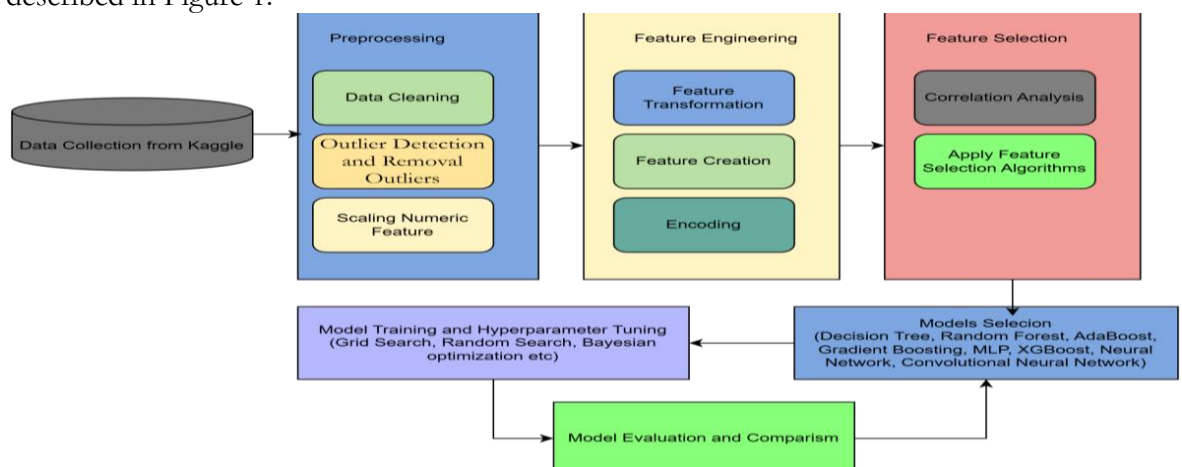 described in Figure 1.
Preprocessing
Feature Engineering
Feature Selection
Data Collection from Kaggle
Data Cleaning
Outlier Detection
and Removal
Outliers
Scaling Numeric
Feature
Feature
Transformation
Feature Creation
Encoding
Correlation Analysis
Apply Feature
Selection Algorithms
Models Selecion
(Decision Tree, Random Forest, AdaBoost,
Gradient Boosting, MLP, XGBoost, Neural
Network, Convolutional Neural Network)
Model Training and Hyperparameter Tuning
(Grid Search, Random Search, Bayesian
optimization etc)
Model Evaluation and Comparism